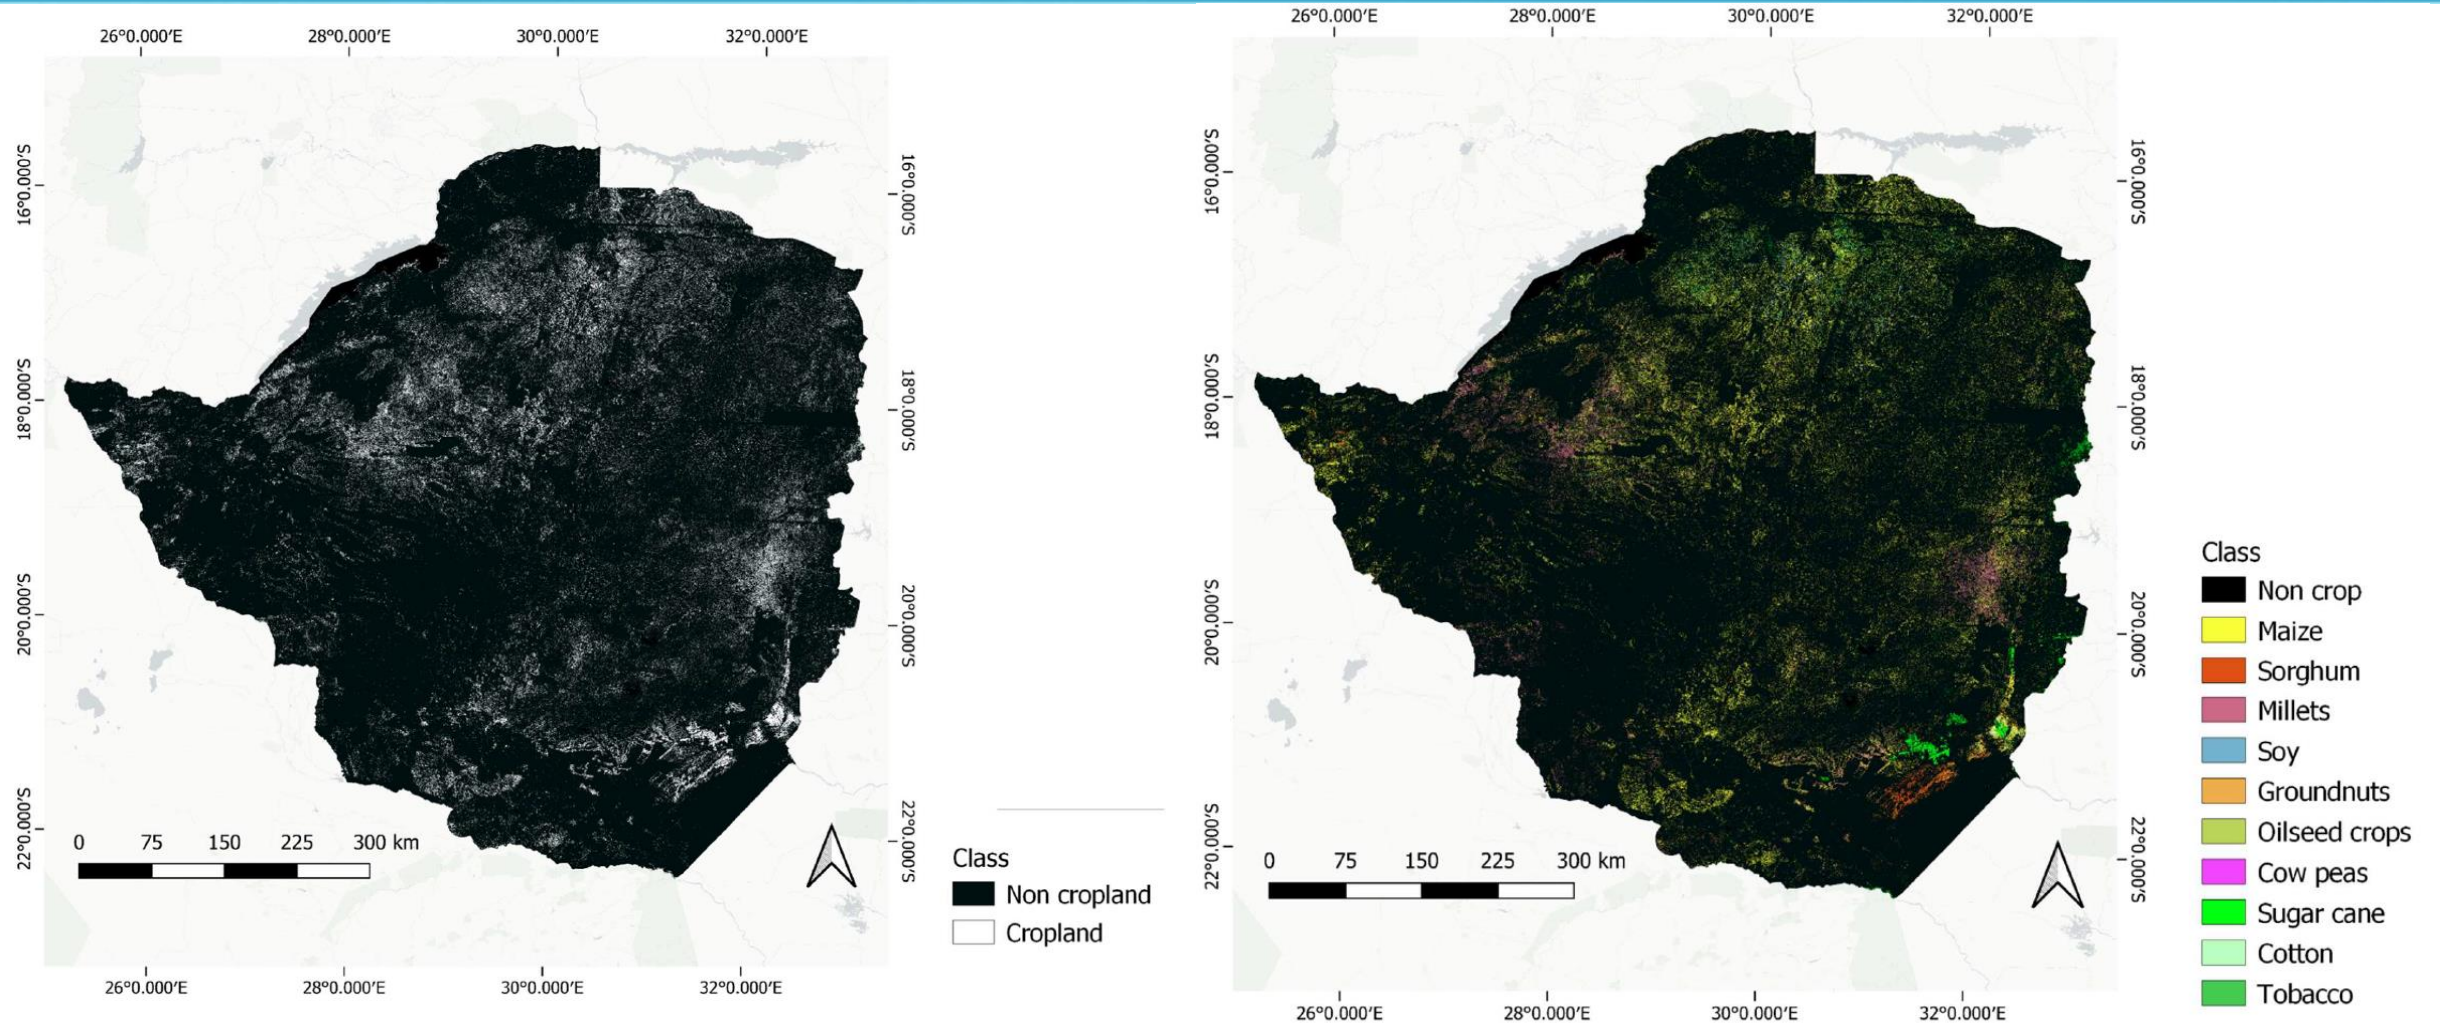 26°0.000'E 28°0.000'E 30°0.000'E 32°0.000'E
16°0.000'S
18°0.000'S
20°0.000'S
22°0.000'S
16°0.000'S
18°0.000'S
20°0.000'S
22°0.000'S
0 75 150 225 300 km
26°0.000'E 28°0.000'E 30°0.000'E 32°0.000'E
Class
Non cropland
Cropland
26°0.000'E 28°0.000'E 30°0.000'E 32°0.000'E
16°0.000'S
18°0.000'S
20°0.000'S
22°0.000'S
16°0.000'S
18°0.000'S
20°0.000'S
22°0.000'S
0 75 150 225 300 km
26°0.000'E 28°0.000'E 30°0.000'E 32°0.000'E
Class
Non crop
Maize
Sorghum
Millets
Soy
Groundnuts
Oilseed crops
Cow peas
Sugar cane
Cotton
Tobacco